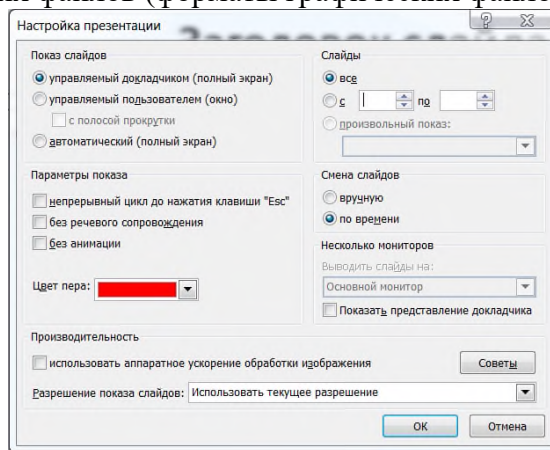 Настройка презентации
Показ слайдов
управляемый докладчиком (полный экран)
управляемый пользователем (окно)
с полосой прокрутки
автоматический (полный экран)
Слайды
все
с по
произвольный показ:
Параметры показа
непрерывный цикл до нажатия клавиши "Esc"
без речевого сопровождения
без анимации
Цвет пера:
Смена слайдов
вручную
по времени
Несколько мониторов
Выводить слайды на:
Основной монитор
Показать представление докладчика
Производительность
использовать аппаратное ускорение обработки изображения
Советы
Разрешение показа слайдов: Использовать текущее разрешение
ОК Отмена